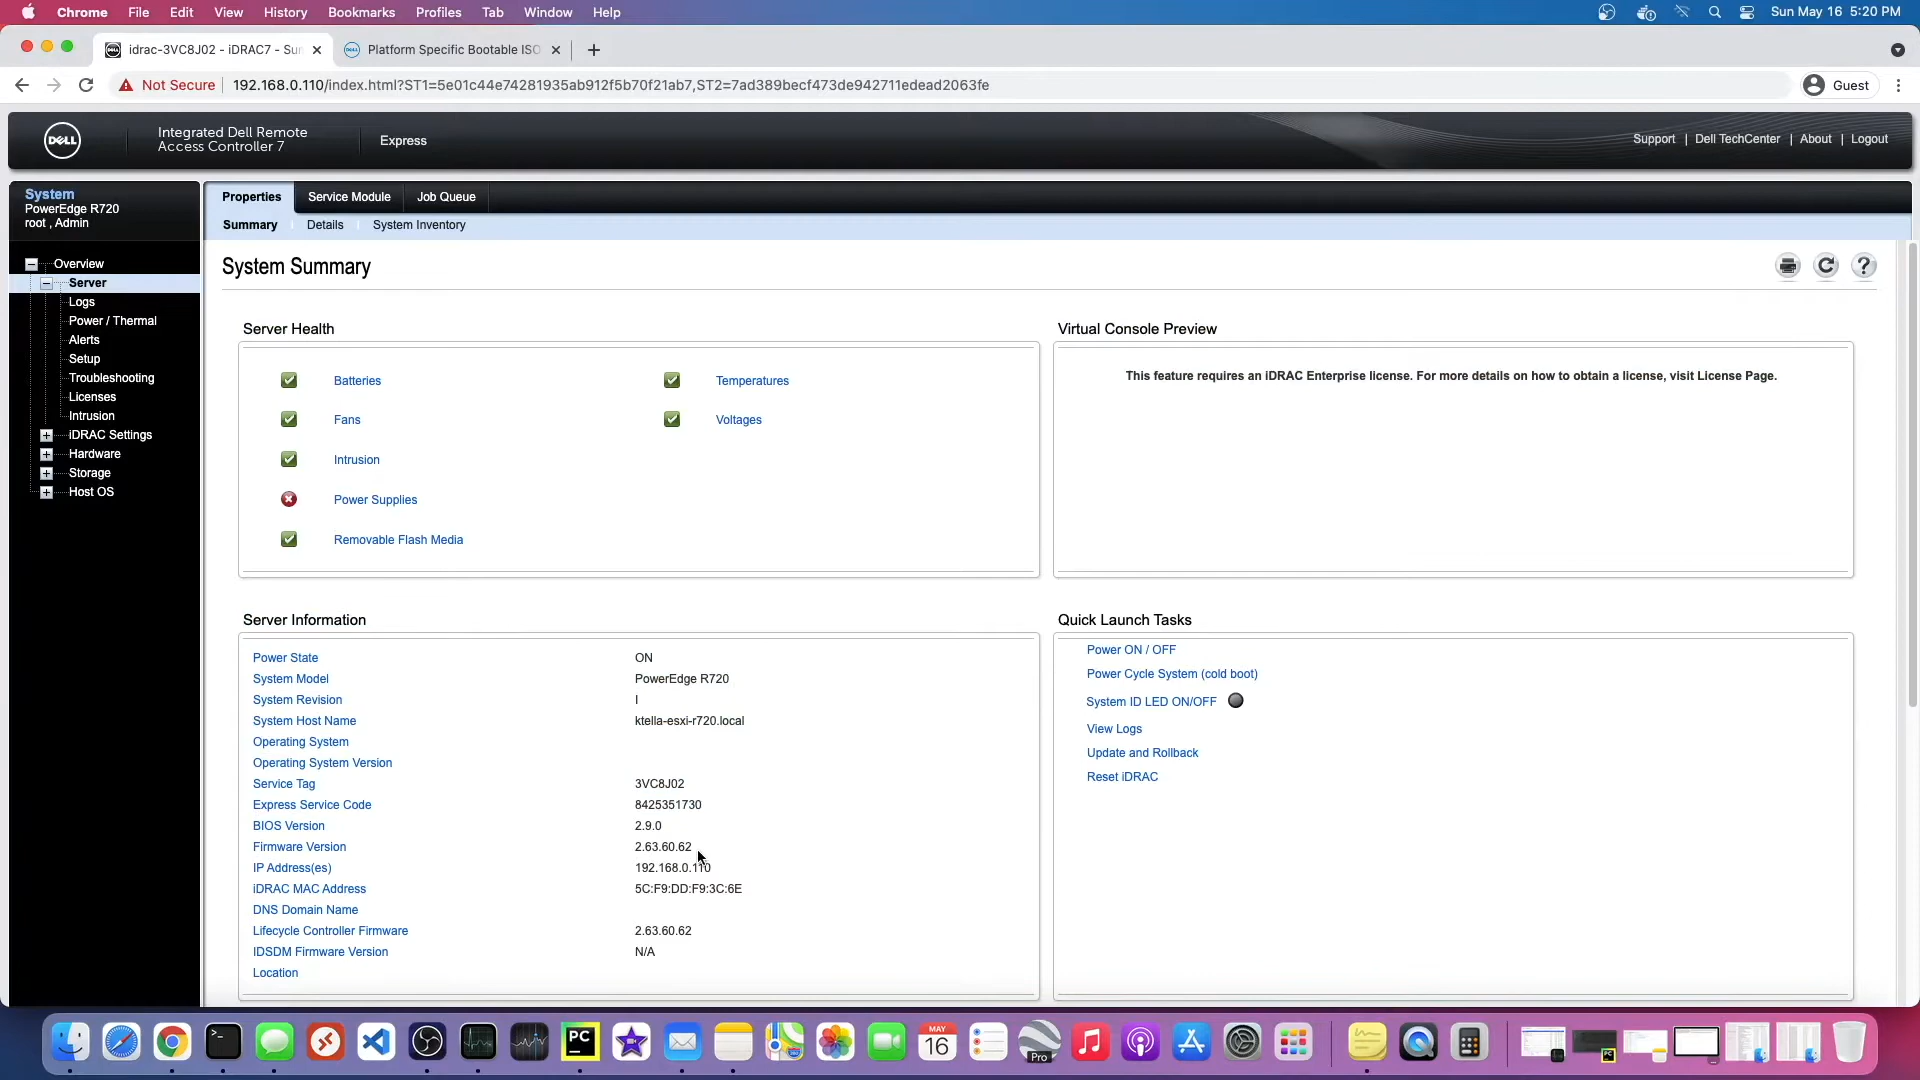 Chrome File Edit View History Bookmarks Profiles Tab Window Help
Sun May 16 5:20 PM
idrac-3VC8J02 - iDRAC7 - Sum
Platform Specific Bootable ISO
Not Secure 192.168.0.110/index.html?ST1=5e01c44e74281935ab912f5b70f21ab7,ST2=7ad389becf473de942711edead2063fe
Guest
DELL
Integrated Dell Remote
Access Controller 7
Express
Support | Dell TechCenter | About | Logout
System
PowerEdge R720
root , Admin
Properties Service Module Job Queue
Summary Details System Inventory
Overview
Server
Logs
Power / Thermal
Alerts
Setup
Troubleshooting
Licenses
Intrusion
iDRAC Settings
Hardware
Storage
Host OS
System Summary
Server Health
Batteries
Temperatures
Fans
Voltages
Intrusion
Power Supplies
Removable Flash Media
Virtual Console Preview
This feature requires an iDRAC Enterprise license. For more details on how to obtain a license, visit License Page.
Server Information
Power State ON
System Model PowerEdge R720
System Revision I
System Host Name ktella-esxi-r720.local
Operating System
Operating System Version
Service Tag 3VC8J02
Express Service Code 8425351730
BIOS Version 2.9.0
Firmware Version 2.63.60.62
IP Address(es) 192.168.0.110
iDRAC MAC Address 5C:F9:DD:F9:3C:6E
DNS Domain Name
Lifecycle Controller Firmware 2.63.60.62
IDSDM Firmware Version N/A
Location
Quick Launch Tasks
Power ON / OFF
Power Cycle System (cold boot)
System ID LED ON/OFF
View Logs
Update and Rollback
Reset iDRAC
PC
MAY
16
Pro